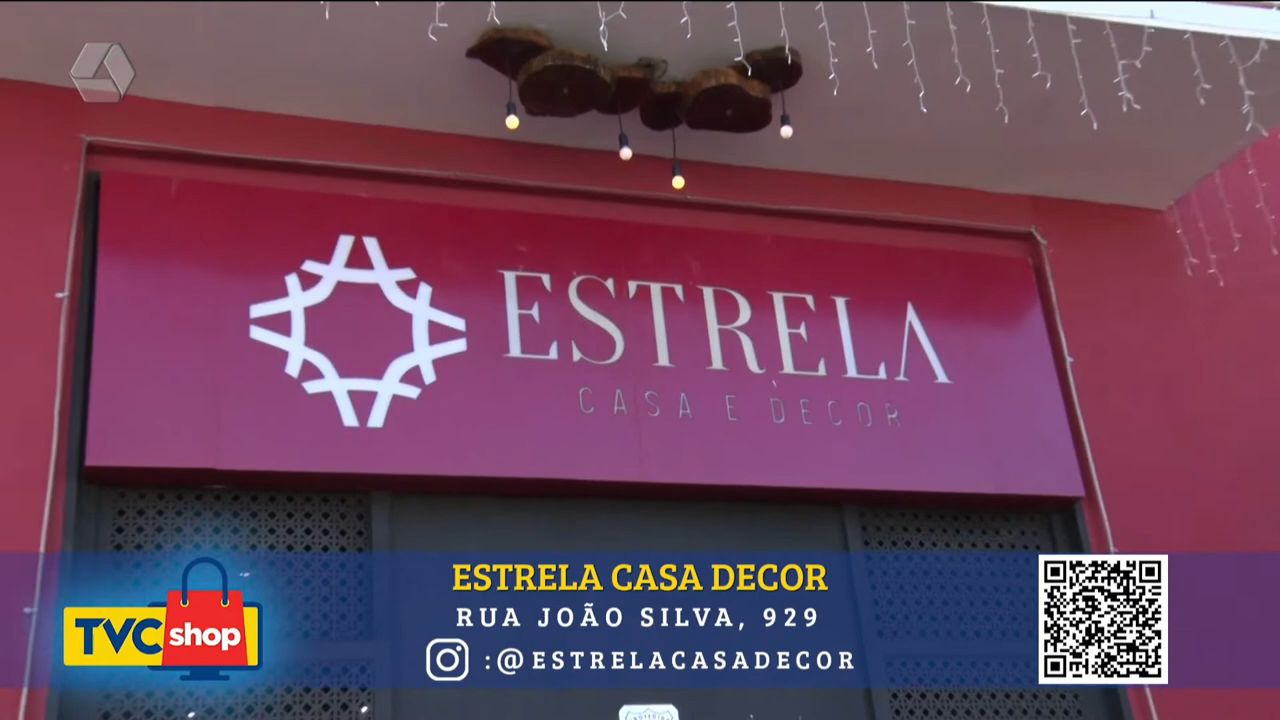 ESTRELA
CASA E DECOR
TVC shop
ESTRELA CASA DECOR
RUA JOÃO SILVA, 929
:@ESTRELACASADECOR